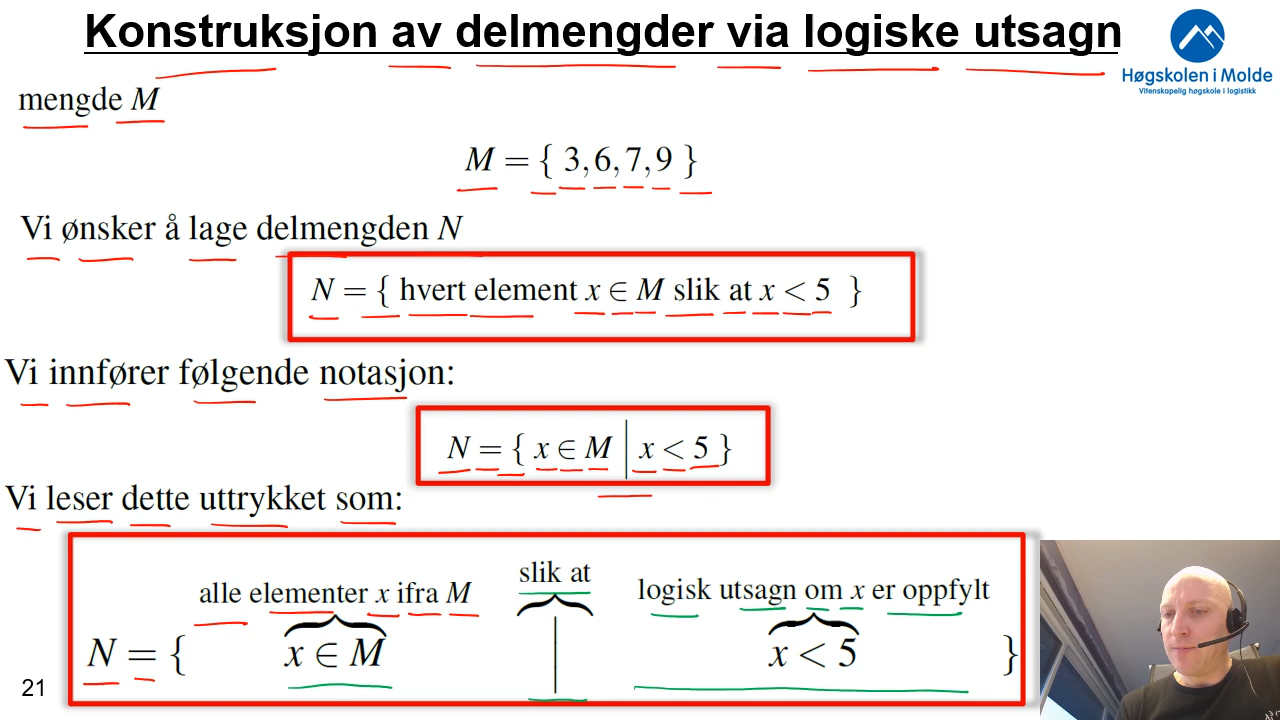 Konstruksjon av delmengder via logiske utsagn
Høgskolen i Molde
Vitenskapelig høgskole i logistikk
mengde M
M = { 3,6,7,9 }
Vi ønsker å lage delmengden N
N = { hvert element x ∈ M slik at x < 5 }
Vi innfører følgende notasjon:
N = { x ∈ M | x < 5 }
Vi leser dette uttrykket som:
alle elementer x ifra M slik at logisk utsagn om x er oppfylt
N = { x ∈ M | x < 5 }
21